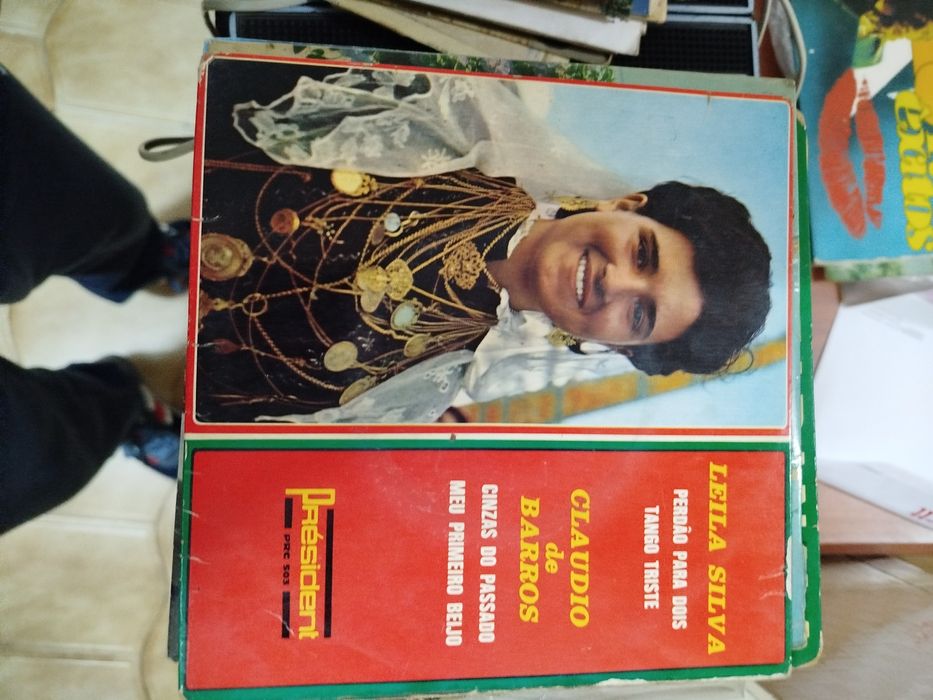 LEILA SILVA
PERDÃO PARA DOIS
TANGO TRISTE
CLAUDIO
de
BARROS
CINZAS DO PASSADO
MEU PRIMEIRO BEIJO
Président
PRC 503